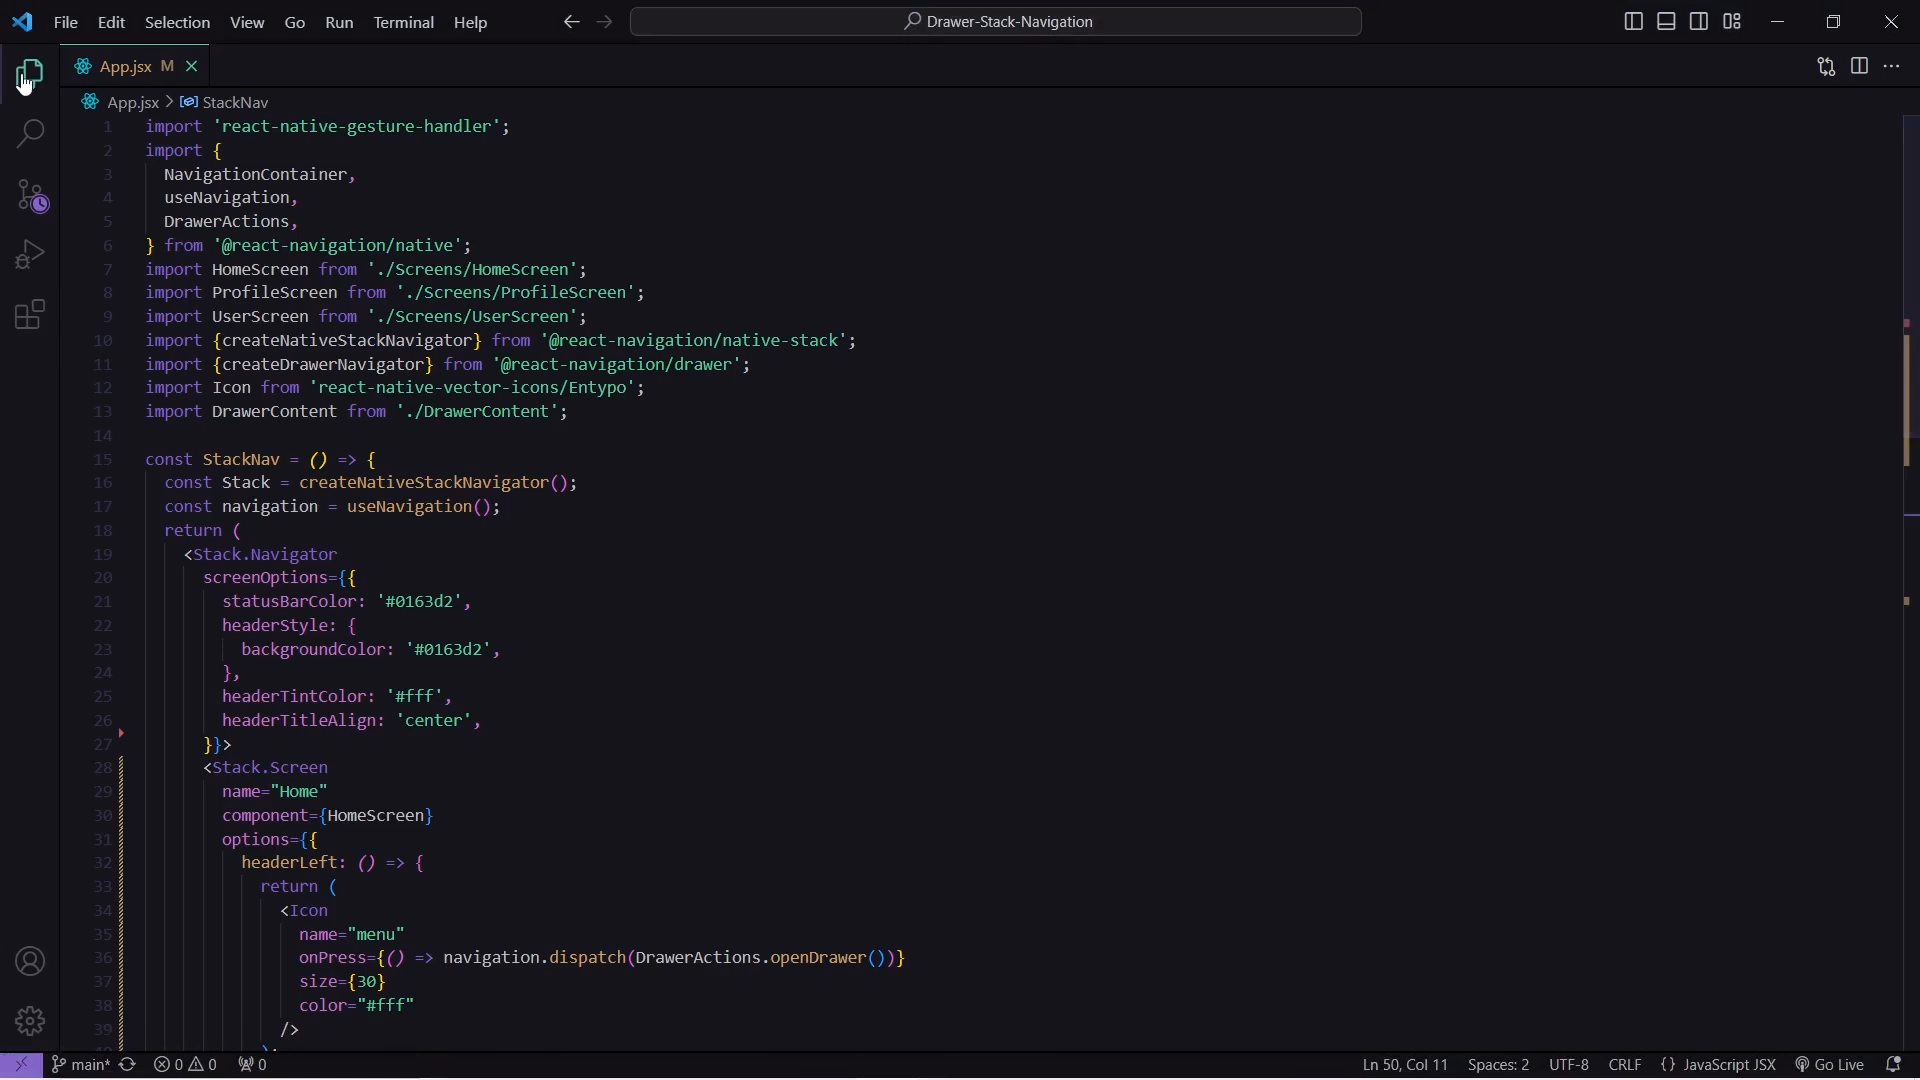 File Edit Selection View Go Run Terminal Help Drawer-Stack-Navigation
App.jsx M
App.jsx > StackNav
1 import 'react-native-gesture-handler';
2 import {
3 NavigationContainer,
4 useNavigation,
5 DrawerActions,
6 } from '@react-navigation/native';
7 import HomeScreen from './Screens/HomeScreen';
8 import ProfileScreen from './Screens/ProfileScreen';
9 import UserScreen from './Screens/UserScreen';
10 import {createNativeStackNavigator} from '@react-navigation/native-stack';
11 import {createDrawerNavigator} from '@react-navigation/drawer';
12 import Icon from 'react-native-vector-icons/Entypo';
13 import DrawerContent from './DrawerContent';
14
15 const StackNav = () => {
16 const Stack = createNativeStackNavigator();
17 const navigation = useNavigation();
18 return (
19 <Stack.Navigator
20 screenOptions={{
21 statusBarColor: '#0163d2',
22 headerStyle: {
23 backgroundColor: '#0163d2',
24 },
25 headerTintColor: '#fff',
26 headerTitleAlign: 'center',
27 }}>
28 <Stack.Screen
29 name="Home"
30 component={HomeScreen}
31 options={{
32 headerLeft: () => {
33 return (
34 <Icon
35 name="menu"
36 onPress={() => navigation.dispatch(DrawerActions.openDrawer())}
37 size={30}
38 color="#fff"
39 />
main* 0 0 0 Ln 50, Col 11 Spaces: 2 UTF-8 CRLF {} JavaScript JSX Go Live